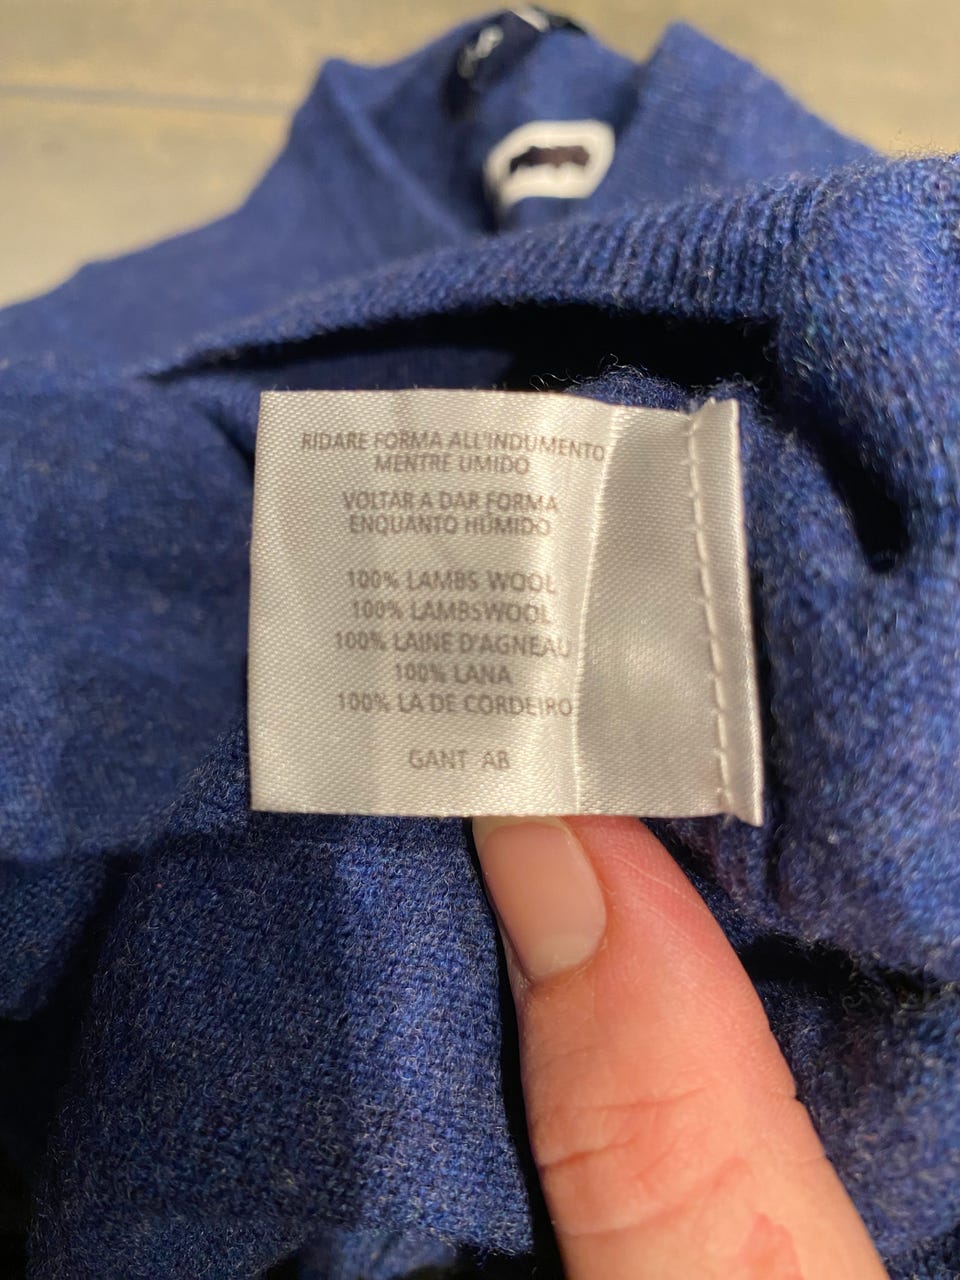 RIDARE FORMA ALL'INDUMENTO
MENTRE UMIDO
VOLTAR A DAR FORMA
ENQUANTO HÚMIDO
100% LAMBS WOOL
100% LAMBSWOOL
100% LAINE D'AGNEAU
100% LANA
100% LA DE CORDEIRO
GANT AB